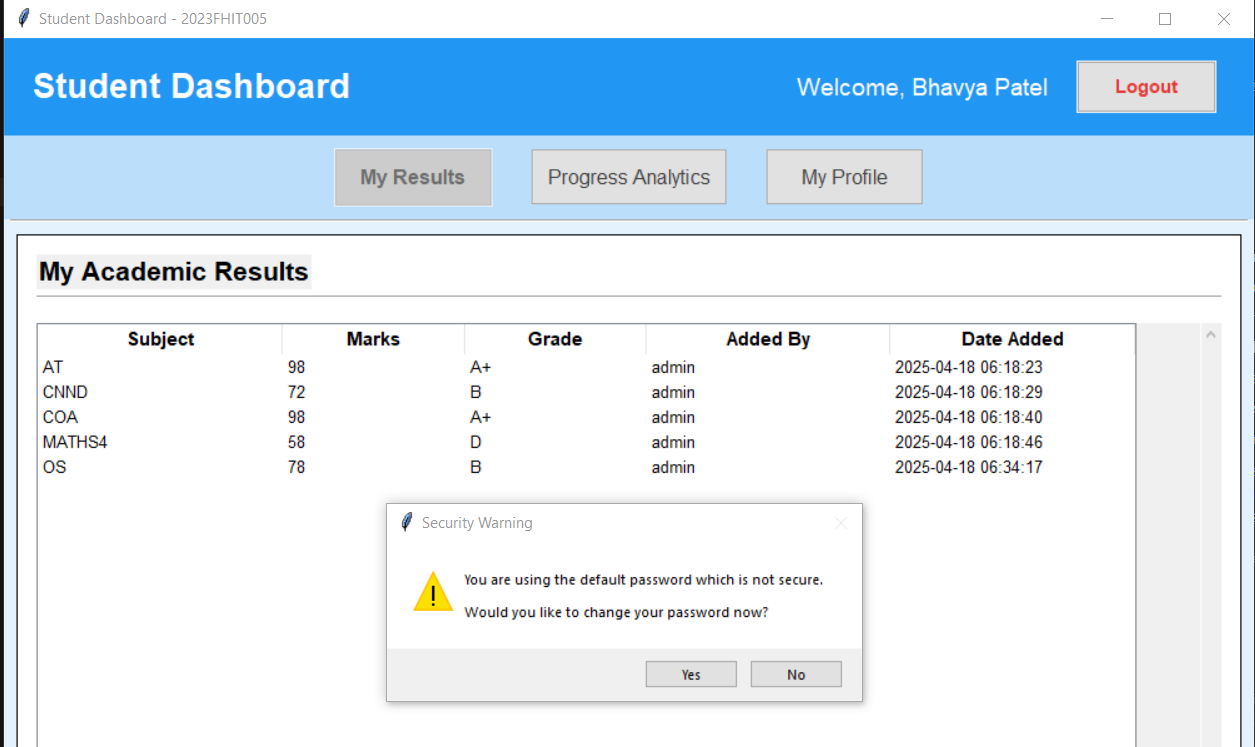 Student Dashboard - 2023FHIT005
Student Dashboard
Welcome, Bhavya Patel
Logout
My Results
Progress Analytics
My Profile
My Academic Results
Subject Marks Grade Added By Date Added
AT 98 A+ admin 2025-04-18 06:18:23
CNND 72 B admin 2025-04-18 06:18:29
COA 98 A+ admin 2025-04-18 06:18:40
MATHS4 58 D admin 2025-04-18 06:18:46
OS 78 B admin 2025-04-18 06:34:17
Security Warning
You are using the default password which is not secure.
Would you like to change your password now?
Yes
No